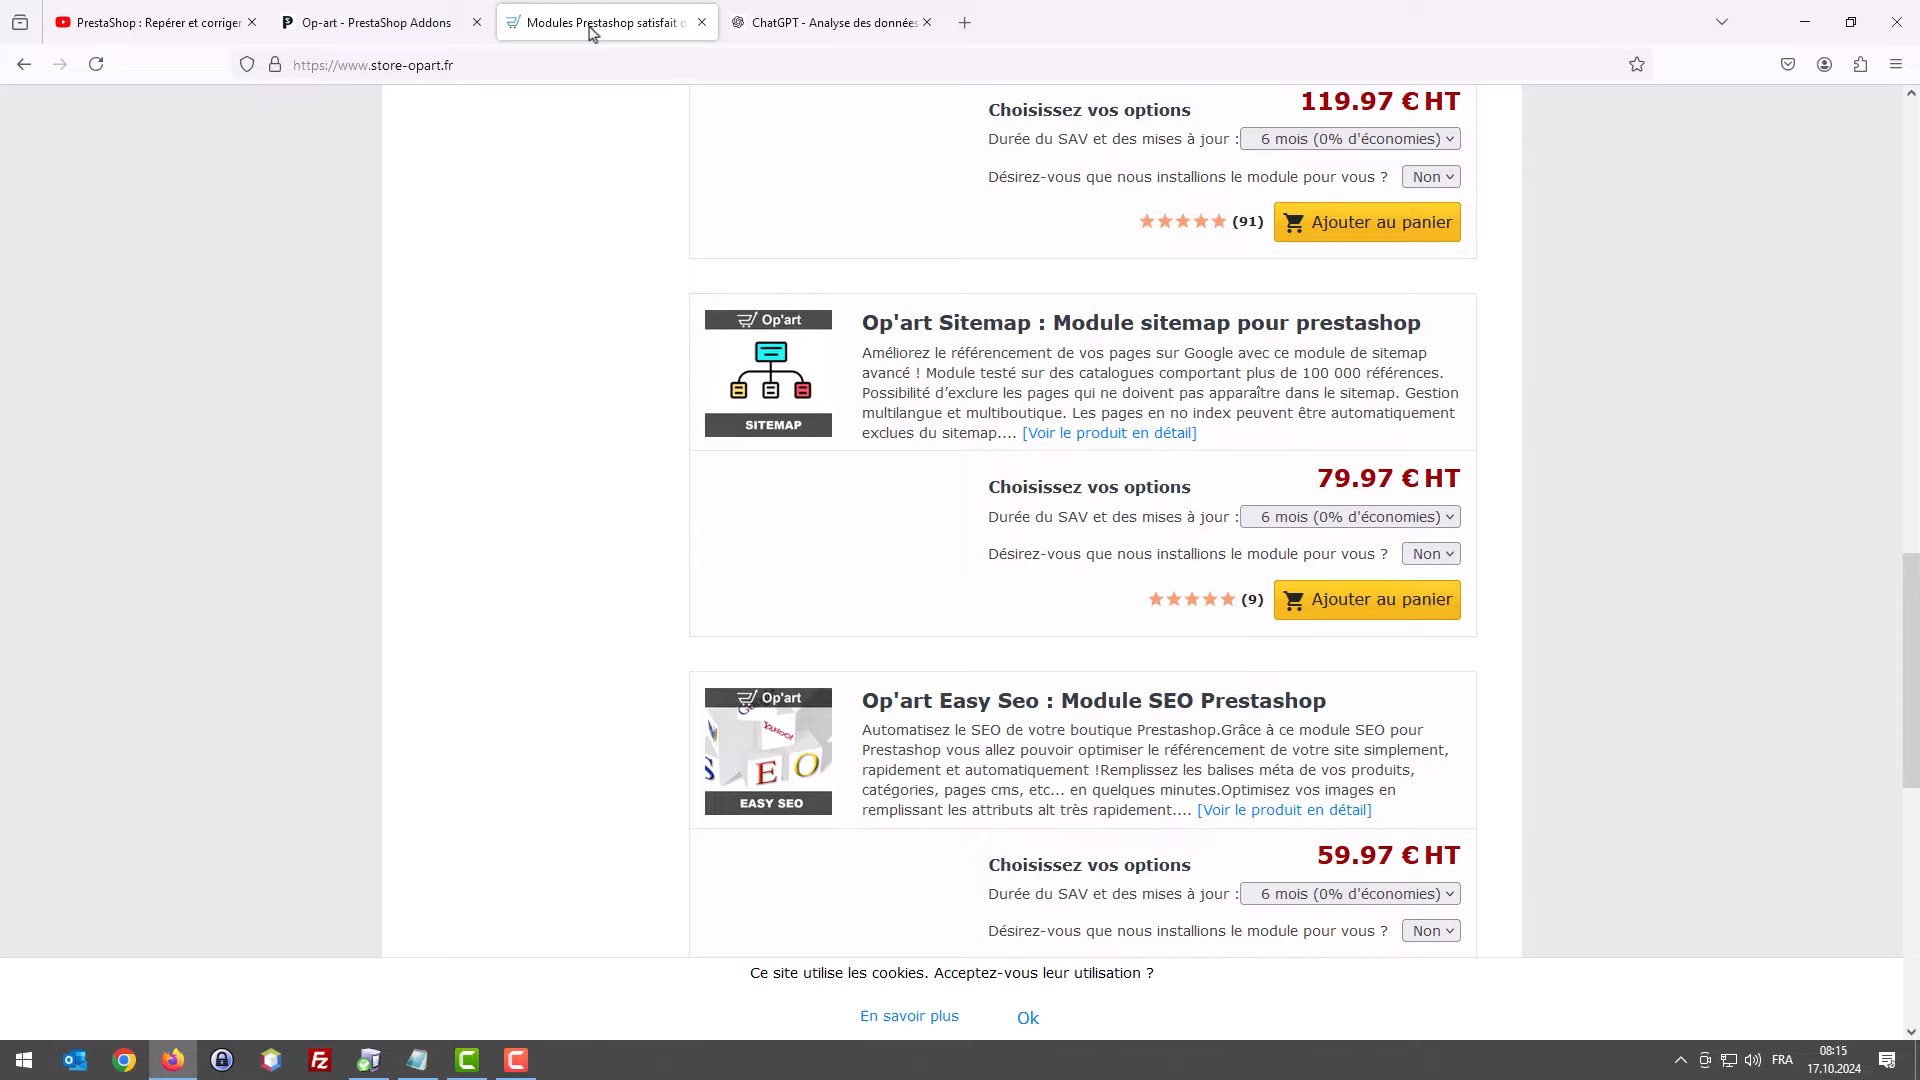 PrestaShop : Repérer et corriger
Op-art - PrestaShop Addons
Modules Prestashop satisfait o
ChatGPT - Analyse des données
https://www.store-opart.fr
119.97 € HT
Choisissez vos options
Durée du SAV et des mises à jour : 6 mois (0% d'économies)
Désirez-vous que nous installions le module pour vous ? Non
(91) Ajouter au panier
Op'art
SITEMAP
Op'art Sitemap : Module sitemap pour prestashop
Améliorez le référencement de vos pages sur Google avec ce module de sitemap
avancé ! Module testé sur des catalogues comportant plus de 100 000 références.
Possibilité d’exclure les pages qui ne doivent pas apparaître dans le sitemap. Gestion
multilangue et multiboutique. Les pages en no index peuvent être automatiquement
exclues du sitemap.... [Voir le produit en détail]
79.97 € HT
Choisissez vos options
Durée du SAV et des mises à jour : 6 mois (0% d'économies)
Désirez-vous que nous installions le module pour vous ? Non
(9) Ajouter au panier
Op'art
YAHOO!
S E O
EASY SEO
Op'art Easy Seo : Module SEO Prestashop
Automatisez le SEO de votre boutique Prestashop.Grâce à ce module SEO pour
Prestashop vous allez pouvoir optimiser le référencement de votre site simplement,
rapidement et automatiquement !Remplissez les balises méta de vos produits,
catégories, pages cms, etc... en quelques minutes.Optimisez vos images en
remplissant les attributs alt très rapidement.... [Voir le produit en détail]
59.97 € HT
Choisissez vos options
Durée du SAV et des mises à jour : 6 mois (0% d'économies)
Désirez-vous que nous installions le module pour vous ? Non
Ce site utilise les cookies. Acceptez-vous leur utilisation ?
En savoir plus
Ok
FRA
08:15
17.10.2024